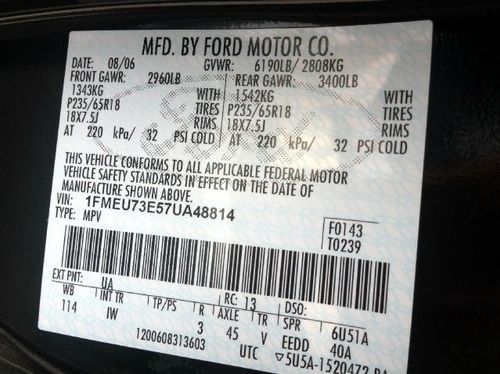 MFD. BY FORD MOTOR CO.
DATE: 08/06 GVWR: 6190LB/ 2808KG
FRONT GAWR: 2960LB REAR GAWR: 3400LB
1343KG WITH 1542KG WITH
P235/65R18 TIRES P235/65R18 TIRES
18X7.5J RIMS 18X7.5J RIMS
AT 220 kPa/ 32 PSI COLD AT 220 kPa/ 32 PSI COLD
THIS VEHICLE CONFORMS TO ALL APPLICABLE FEDERAL MOTOR
VEHICLE SAFETY STANDARDS IN EFFECT ON THE DATE OF
MANUFACTURE SHOWN ABOVE.
VIN: 1FMEU73E57UA48814
TYPE: MPV
F0143
T0239
EXT PNT: UA RC: 13 DSO:
WB INT TR TP/PS R AXLE TR SPR 6U51A
114 IW 3 45 V EEDD 40A
1200608313603 UTC ▽5U5A-1520472